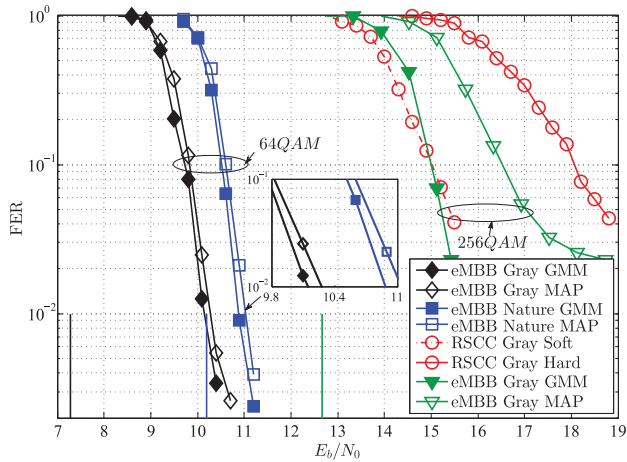 FER
10^0
10^-1
10^-2
64QAM
10^-1
10^-2
9.8 10.4 11
256QAM
eMBB Gray GMM
eMBB Gray MAP
eMBB Nature GMM
eMBB Nature MAP
RSCC Gray Soft
RSCC Gray Hard
eMBB Gray GMM
eMBB Gray MAP
7 8 9 10 11 12 13 14 15 16 17 18 19
E_b/N_0